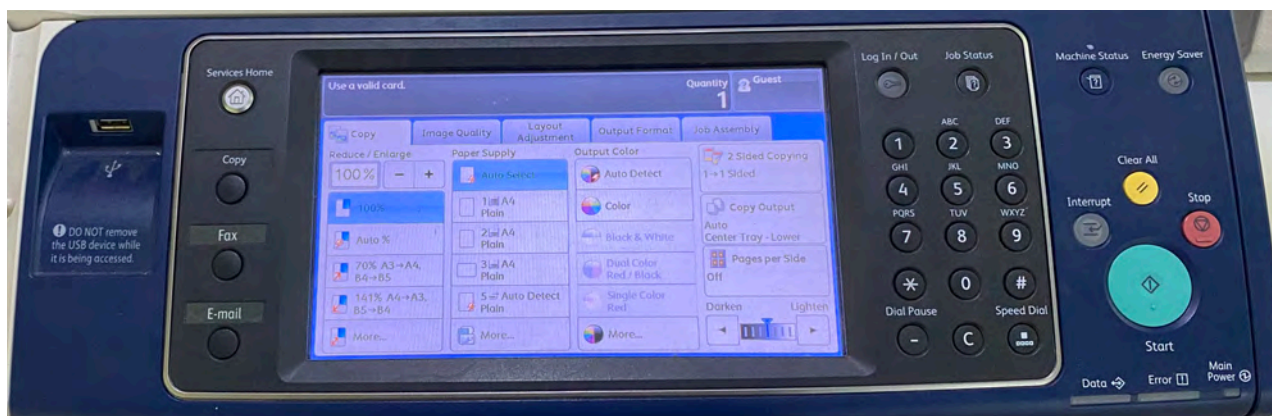 Services Home
Copy
Fax
E-mail
DO NOT remove
the USB device while
it is being accessed.
Use a valid card.
Quantity
1
Guest
Copy
Image Quality
Layout
Adjustment
Output Format
Job Assembly
Reduce / Enlarge
100% - +
100%
Auto %
70% A3→A4,
B4→B5
141% A4→A3,
B5→B4
More...
Paper Supply
Auto Select
1 A4
Plain
2 A4
Plain
3 A4
Plain
5 Auto Detect
Plain
More...
Output Color
Auto Detect
Color
Black & White
Dual Color
Red / Black
Single Color
Red
More...
2 Sided Copying
1→1 Sided
Copy Output
Auto
Center Tray - Lower
Pages per Side
Off
Darken Lighten
Log In / Out
Job Status
ABC DEF
1 2 3
GHI JKL MNO
4 5 6
PQRS TUV WXYZ
7 8 9
* 0 #
Dial Pause Speed Dial
- C
Machine Status
Energy Saver
Clear All
Interrupt
Stop
Start
Data
Error
Main
Power